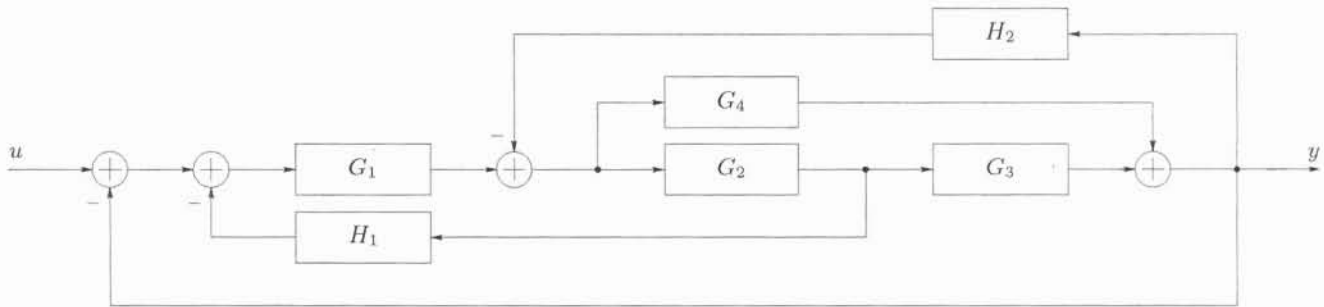 H₂
G₄
u − − G₁ − G₂ G₃ y
H₁